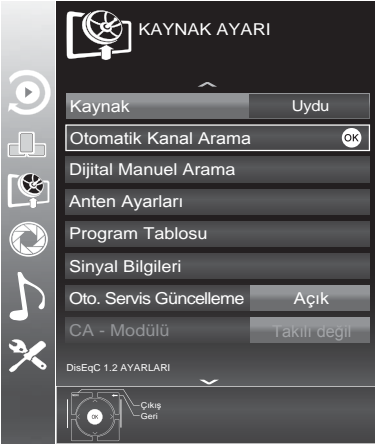 KAYNAK AYARI
Kaynak Uydu
Otomatik Kanal Arama OK
Dijital Manuel Arama
Anten Ayarları
Program Tablosu
Sinyal Bilgileri
Oto. Servis Güncelleme Açık
CA - Modülü Takili değil
DisEqC 1.2 AYARLARI
Çıkış
Geri
OK